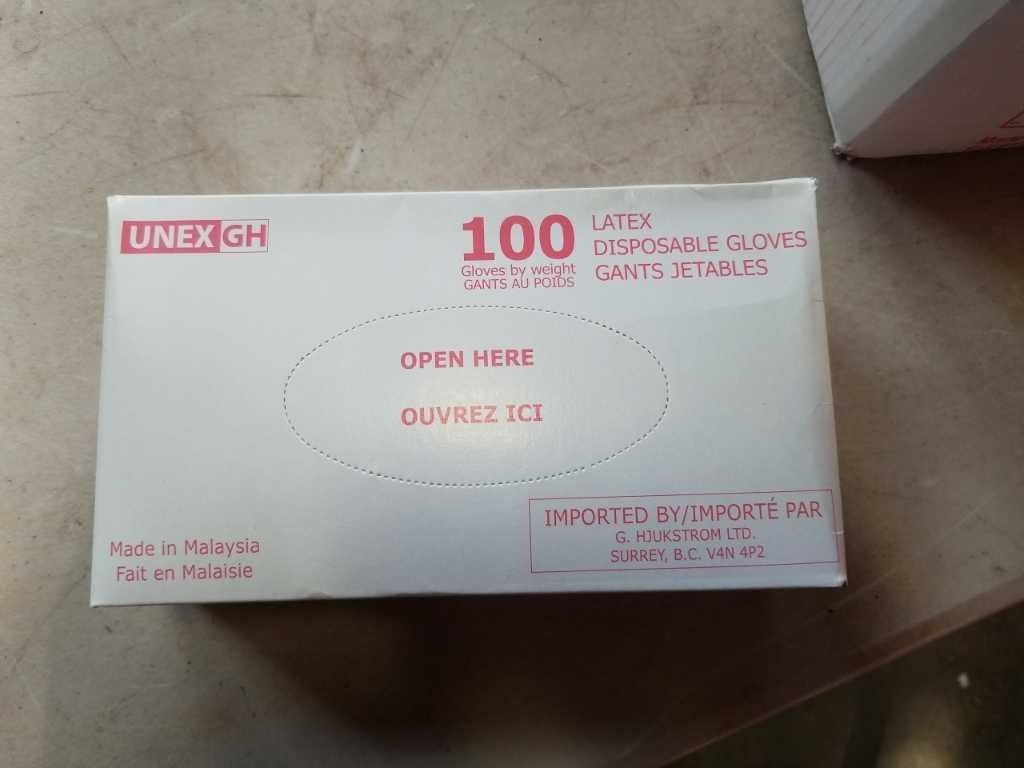 UNEX GH
100
Gloves by weight
GANTS AU POIDS
LATEX
DISPOSABLE GLOVES
GANTS JETABLES
OPEN HERE
OUVREZ ICI
Made in Malaysia
Fait en Malaisie
IMPORTED BY/IMPORTÉ PAR
G. HJUKSTROM LTD.
SURREY, B.C. V4N 4P2